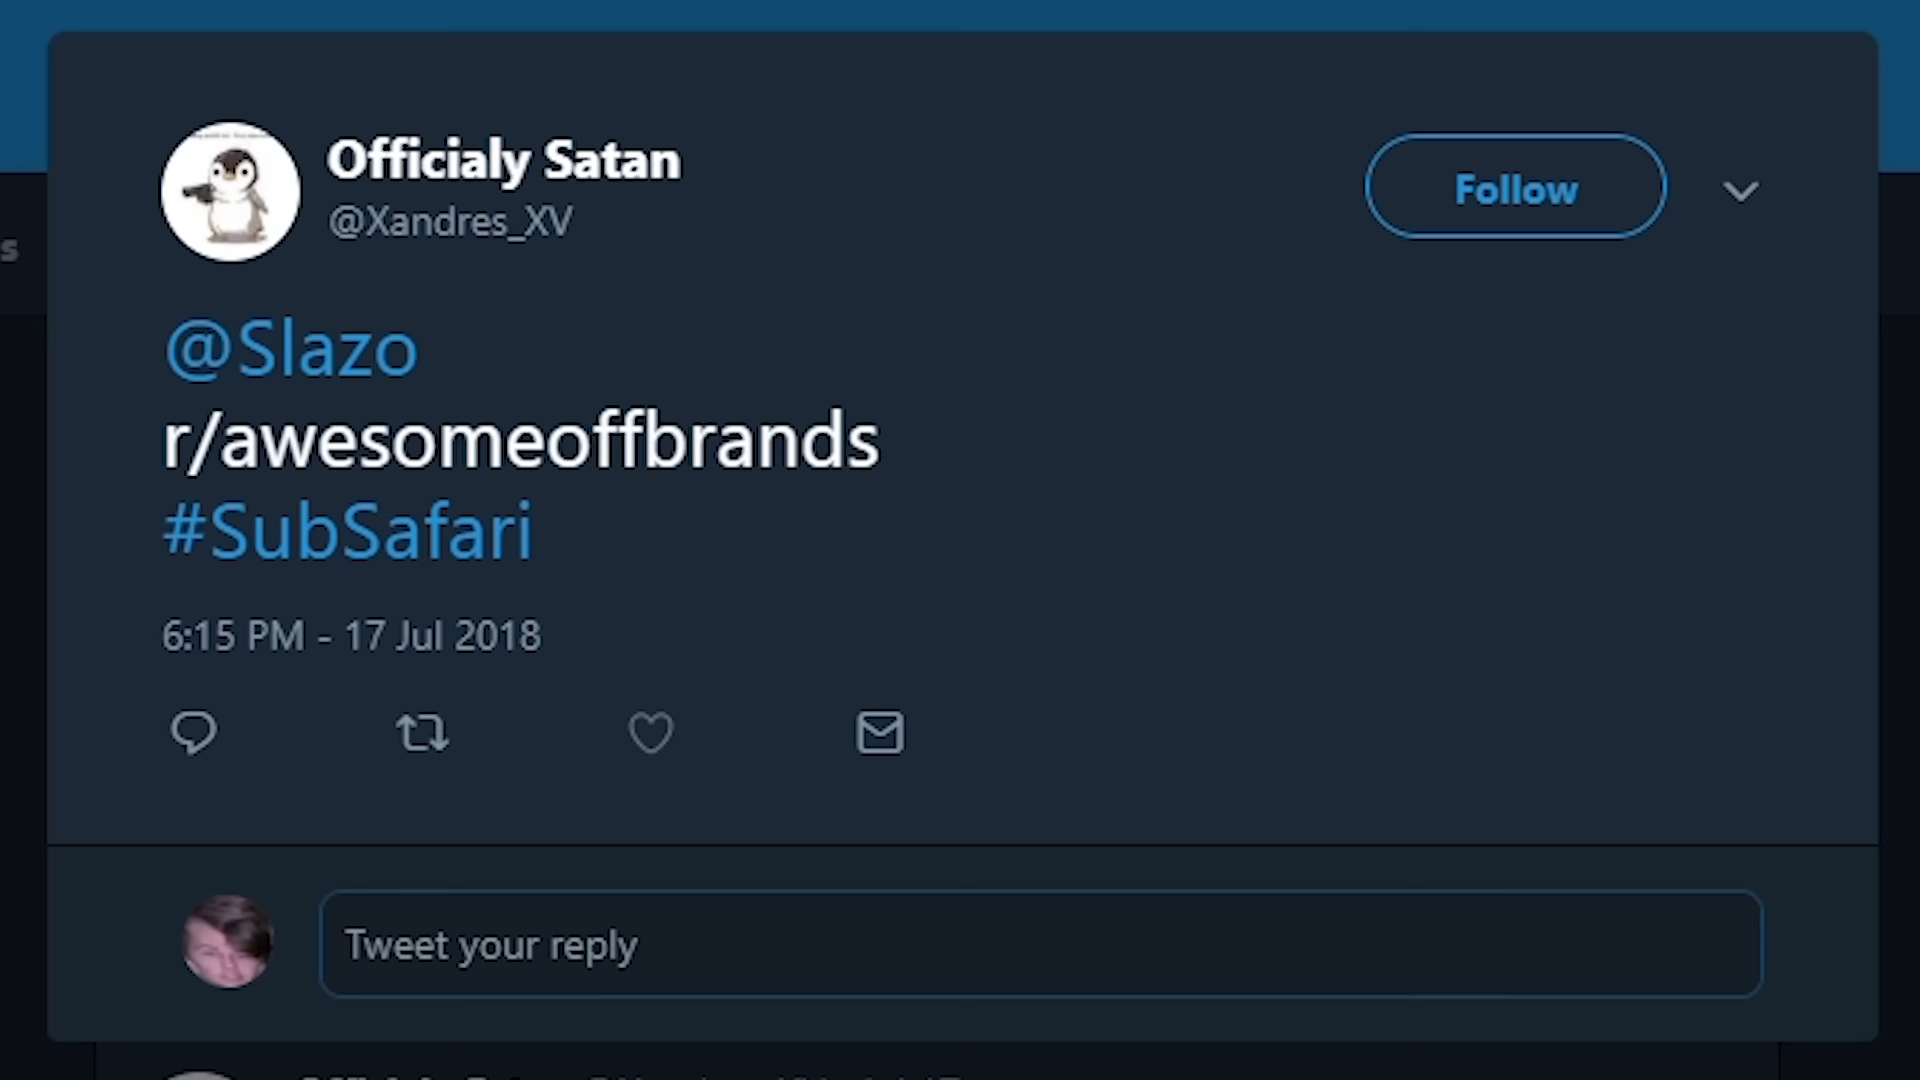 Officialy Satan
@Xandres_XV
Follow
@Slazo
r/awesomeoffbrands
#SubSafari
6:15 PM - 17 Jul 2018
Tweet your reply